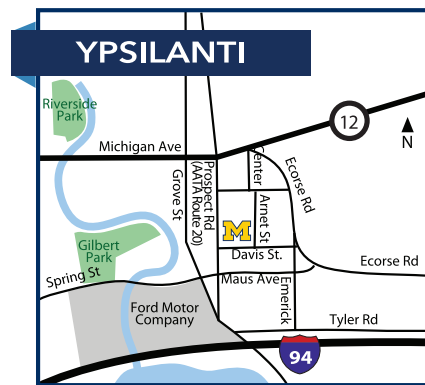 YPSILANTI
Riverside
Park
12
N
Michigan Ave
Center
Ecorse Rd
Grove St
Prospect Rd
(AATA Route 20)
Arnet St
M
Gilbert
Park
Davis St.
Ecorse Rd
Spring St
Maus Ave
Emerick
Ford Motor
Company
Tyler Rd
94